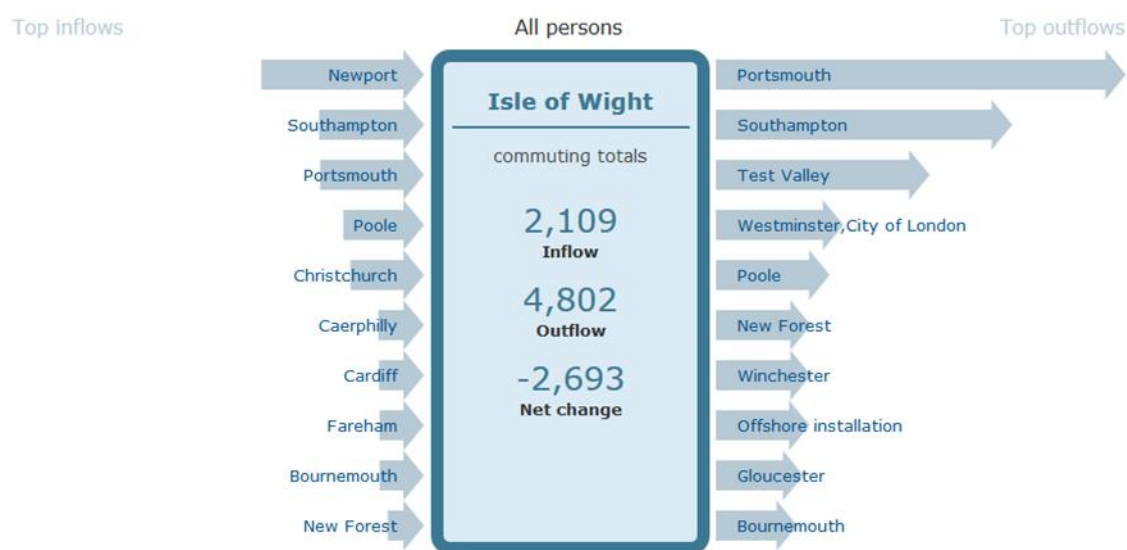 Top inflows
All persons
Top outflows
Newport
Southampton
Portsmouth
Poole
Christchurch
Caerphilly
Cardiff
Fareham
Bournemouth
New Forest
Isle of Wight
commuting totals
2,109
Inflow
4,802
Outflow
-2,693
Net change
Portsmouth
Southampton
Test Valley
Westminster,City of London
Poole
New Forest
Winchester
Offshore installation
Gloucester
Bournemouth